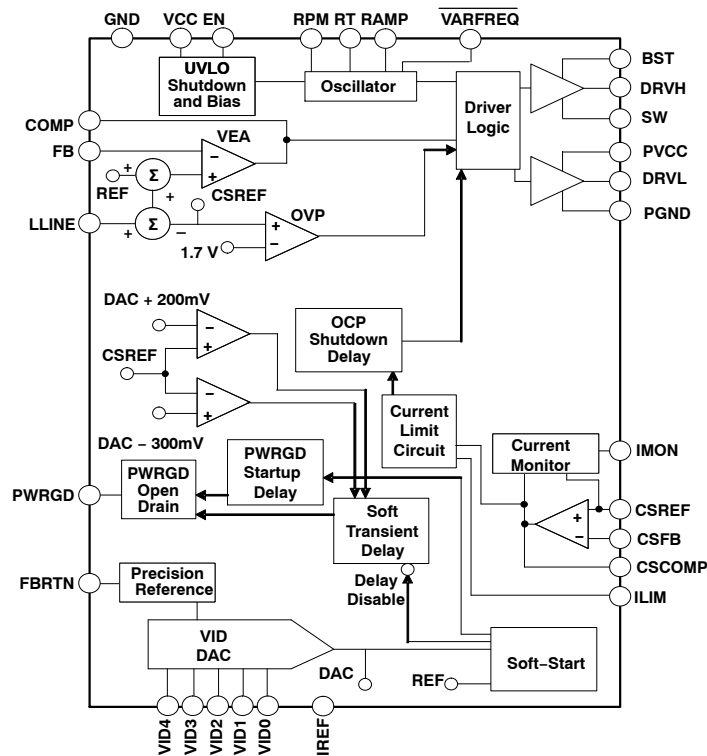 GND
VCC EN
RPM RT RAMP
VARFREQ
UVLO
Shutdown
and Bias
Oscillator
Driver
Logic
BST
DRVH
SW
PVCC
DRVL
PGND
COMP
FB
VEA
−
+
+
Σ
REF
+
CSREF
LLINE
+
Σ
−
OVP
+
−
1.7 V
DAC + 200mV
−
+
CSREF
−
+
DAC − 300mV
OCP
Shutdown
Delay
Current
Limit
Circuit
Current
Monitor
IMON
CSREF
+
−
CSFB
CSCOMP
ILIM
PWRGD
PWRGD
Open
Drain
PWRGD
Startup
Delay
Soft
Transient
Delay
Delay
Disable
FBRTN
Precision
Reference
VID
DAC
DAC
REF
Soft−Start
VID4
VID3
VID2
VID1
VID0
IREF